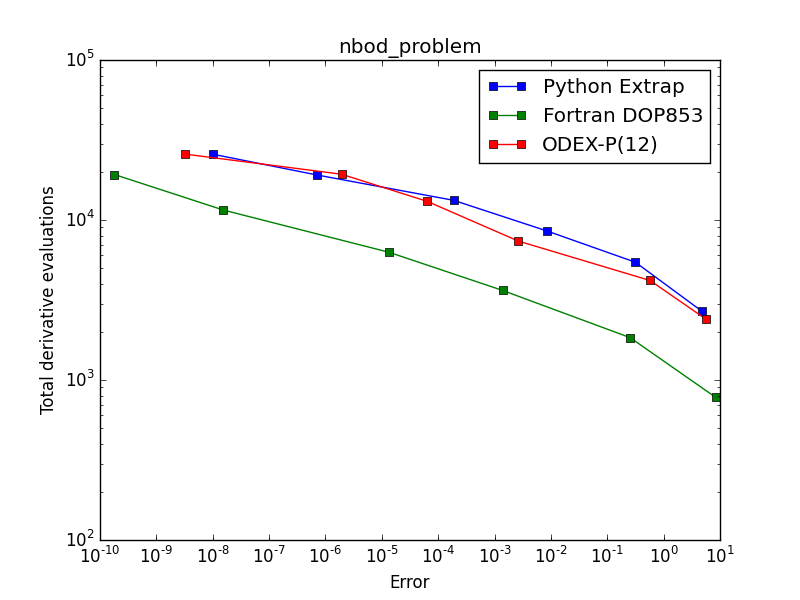 nbod_problem
Python Extrap
Fortran DOP853
ODEX-P(12)
Total derivative evaluations
10^5
10^4
10^3
10^2
10^-10 10^-9 10^-8 10^-7 10^-6 10^-5 10^-4 10^-3 10^-2 10^-1 10^0 10^1
Error